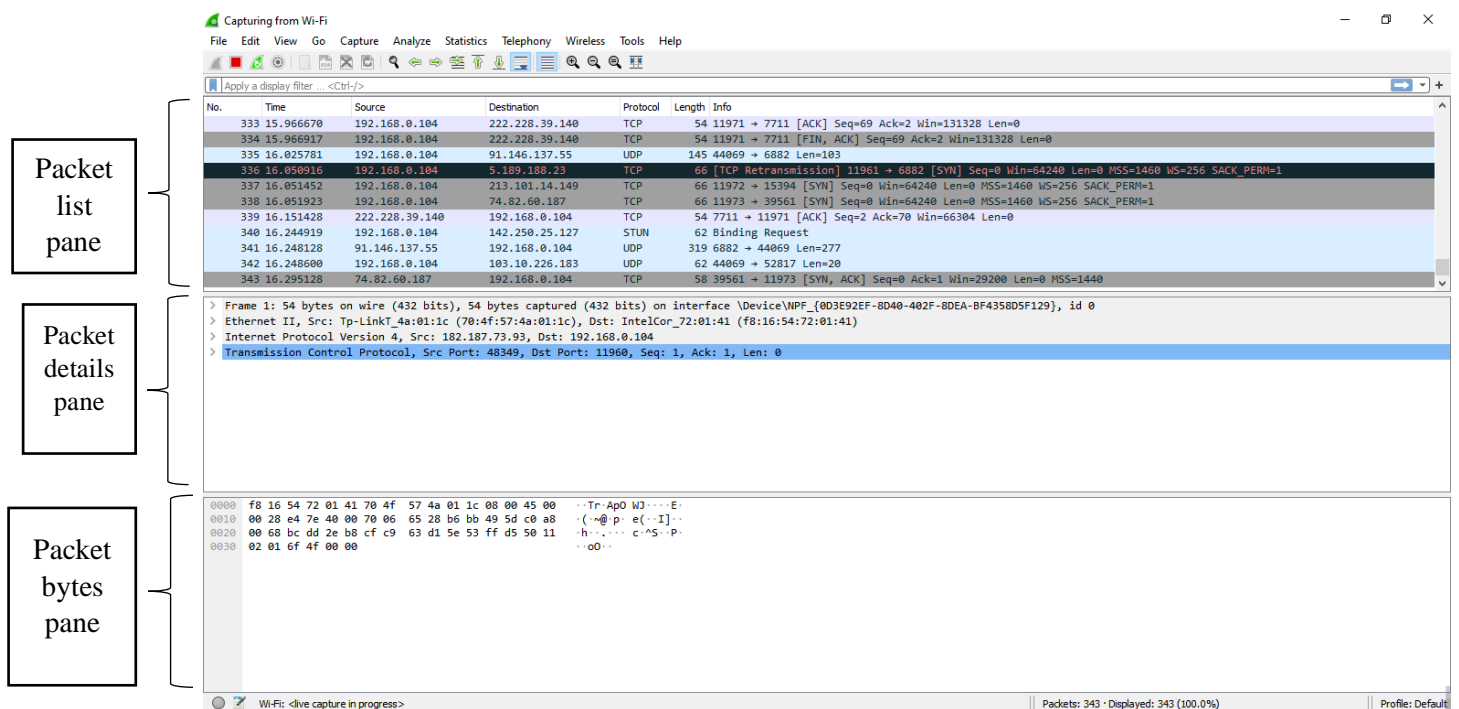 Capturing from Wi-Fi
File Edit View Go Capture Analyze Statistics Telephony Wireless Tools Help
Apply a display filter ... <Ctrl-/>
+
No. Time Source Destination Protocol Length Info
333 15.966670 192.168.0.104 222.228.39.140 TCP 54 11971 → 7711 [ACK] Seq=69 Ack=2 Win=131328 Len=0
334 15.966917 192.168.0.104 222.228.39.140 TCP 54 11971 → 7711 [FIN, ACK] Seq=69 Ack=2 Win=131328 Len=0
335 16.025781 192.168.0.104 91.146.137.55 UDP 145 44069 → 6882 Len=103
336 16.050916 192.168.0.104 5.189.188.23 TCP 66 [TCP Retransmission] 11961 → 6882 [SYN] Seq=0 Win=64240 Len=0 MSS=1460 WS=256 SACK_PERM=1
337 16.051452 192.168.0.104 213.101.14.149 TCP 66 11972 → 15394 [SYN] Seq=0 Win=64240 Len=0 MSS=1460 WS=256 SACK_PERM=1
338 16.051923 192.168.0.104 74.82.60.187 TCP 66 11973 → 39561 [SYN] Seq=0 Win=64240 Len=0 MSS=1460 WS=256 SACK_PERM=1
339 16.151428 222.228.39.140 192.168.0.104 TCP 54 7711 → 11971 [ACK] Seq=2 Ack=70 Win=66304 Len=0
340 16.244919 192.168.0.104 142.250.25.127 STUN 62 Binding Request
341 16.248128 91.146.137.55 192.168.0.104 UDP 319 6882 → 44069 Len=277
342 16.248600 192.168.0.104 103.10.226.183 UDP 62 44069 → 52817 Len=20
343 16.295128 74.82.60.187 192.168.0.104 TCP 58 39561 → 11973 [SYN, ACK] Seq=0 Ack=1 Win=29200 Len=0 MSS=1440
Packet
list
pane
> Frame 1: 54 bytes on wire (432 bits), 54 bytes captured (432 bits) on interface \Device\NPF_{0D3E92EF-8D40-402F-8DEA-BF4358D5F129}, id 0
> Ethernet II, Src: Tp-LinkT_4a:01:1c (70:4f:57:4a:01:1c), Dst: IntelCor_72:01:41 (f8:16:54:72:01:41)
> Internet Protocol Version 4, Src: 182.187.73.93, Dst: 192.168.0.104
> Transmission Control Protocol, Src Port: 48349, Dst Port: 11960, Seq: 1, Ack: 1, Len: 0
Packet
details
pane
0000 f8 16 54 72 01 41 70 4f 57 4a 01 1c 08 00 45 00 ··Tr·ApO WJ····E·
0010 00 28 e4 7e 40 00 70 06 65 28 b6 bb 49 5d c0 a8 ·(·~@·p· e(··I]··
0020 00 68 bc dd 2e b8 cf c9 63 d1 5e 53 ff d5 50 11 ·h··.··· c·^S··P·
0030 02 01 6f 4f 00 00 ··oO··
Packet
bytes
pane
Wi-Fi: <live capture in progress>
Packets: 343 · Displayed: 343 (100.0%)
Profile: Default